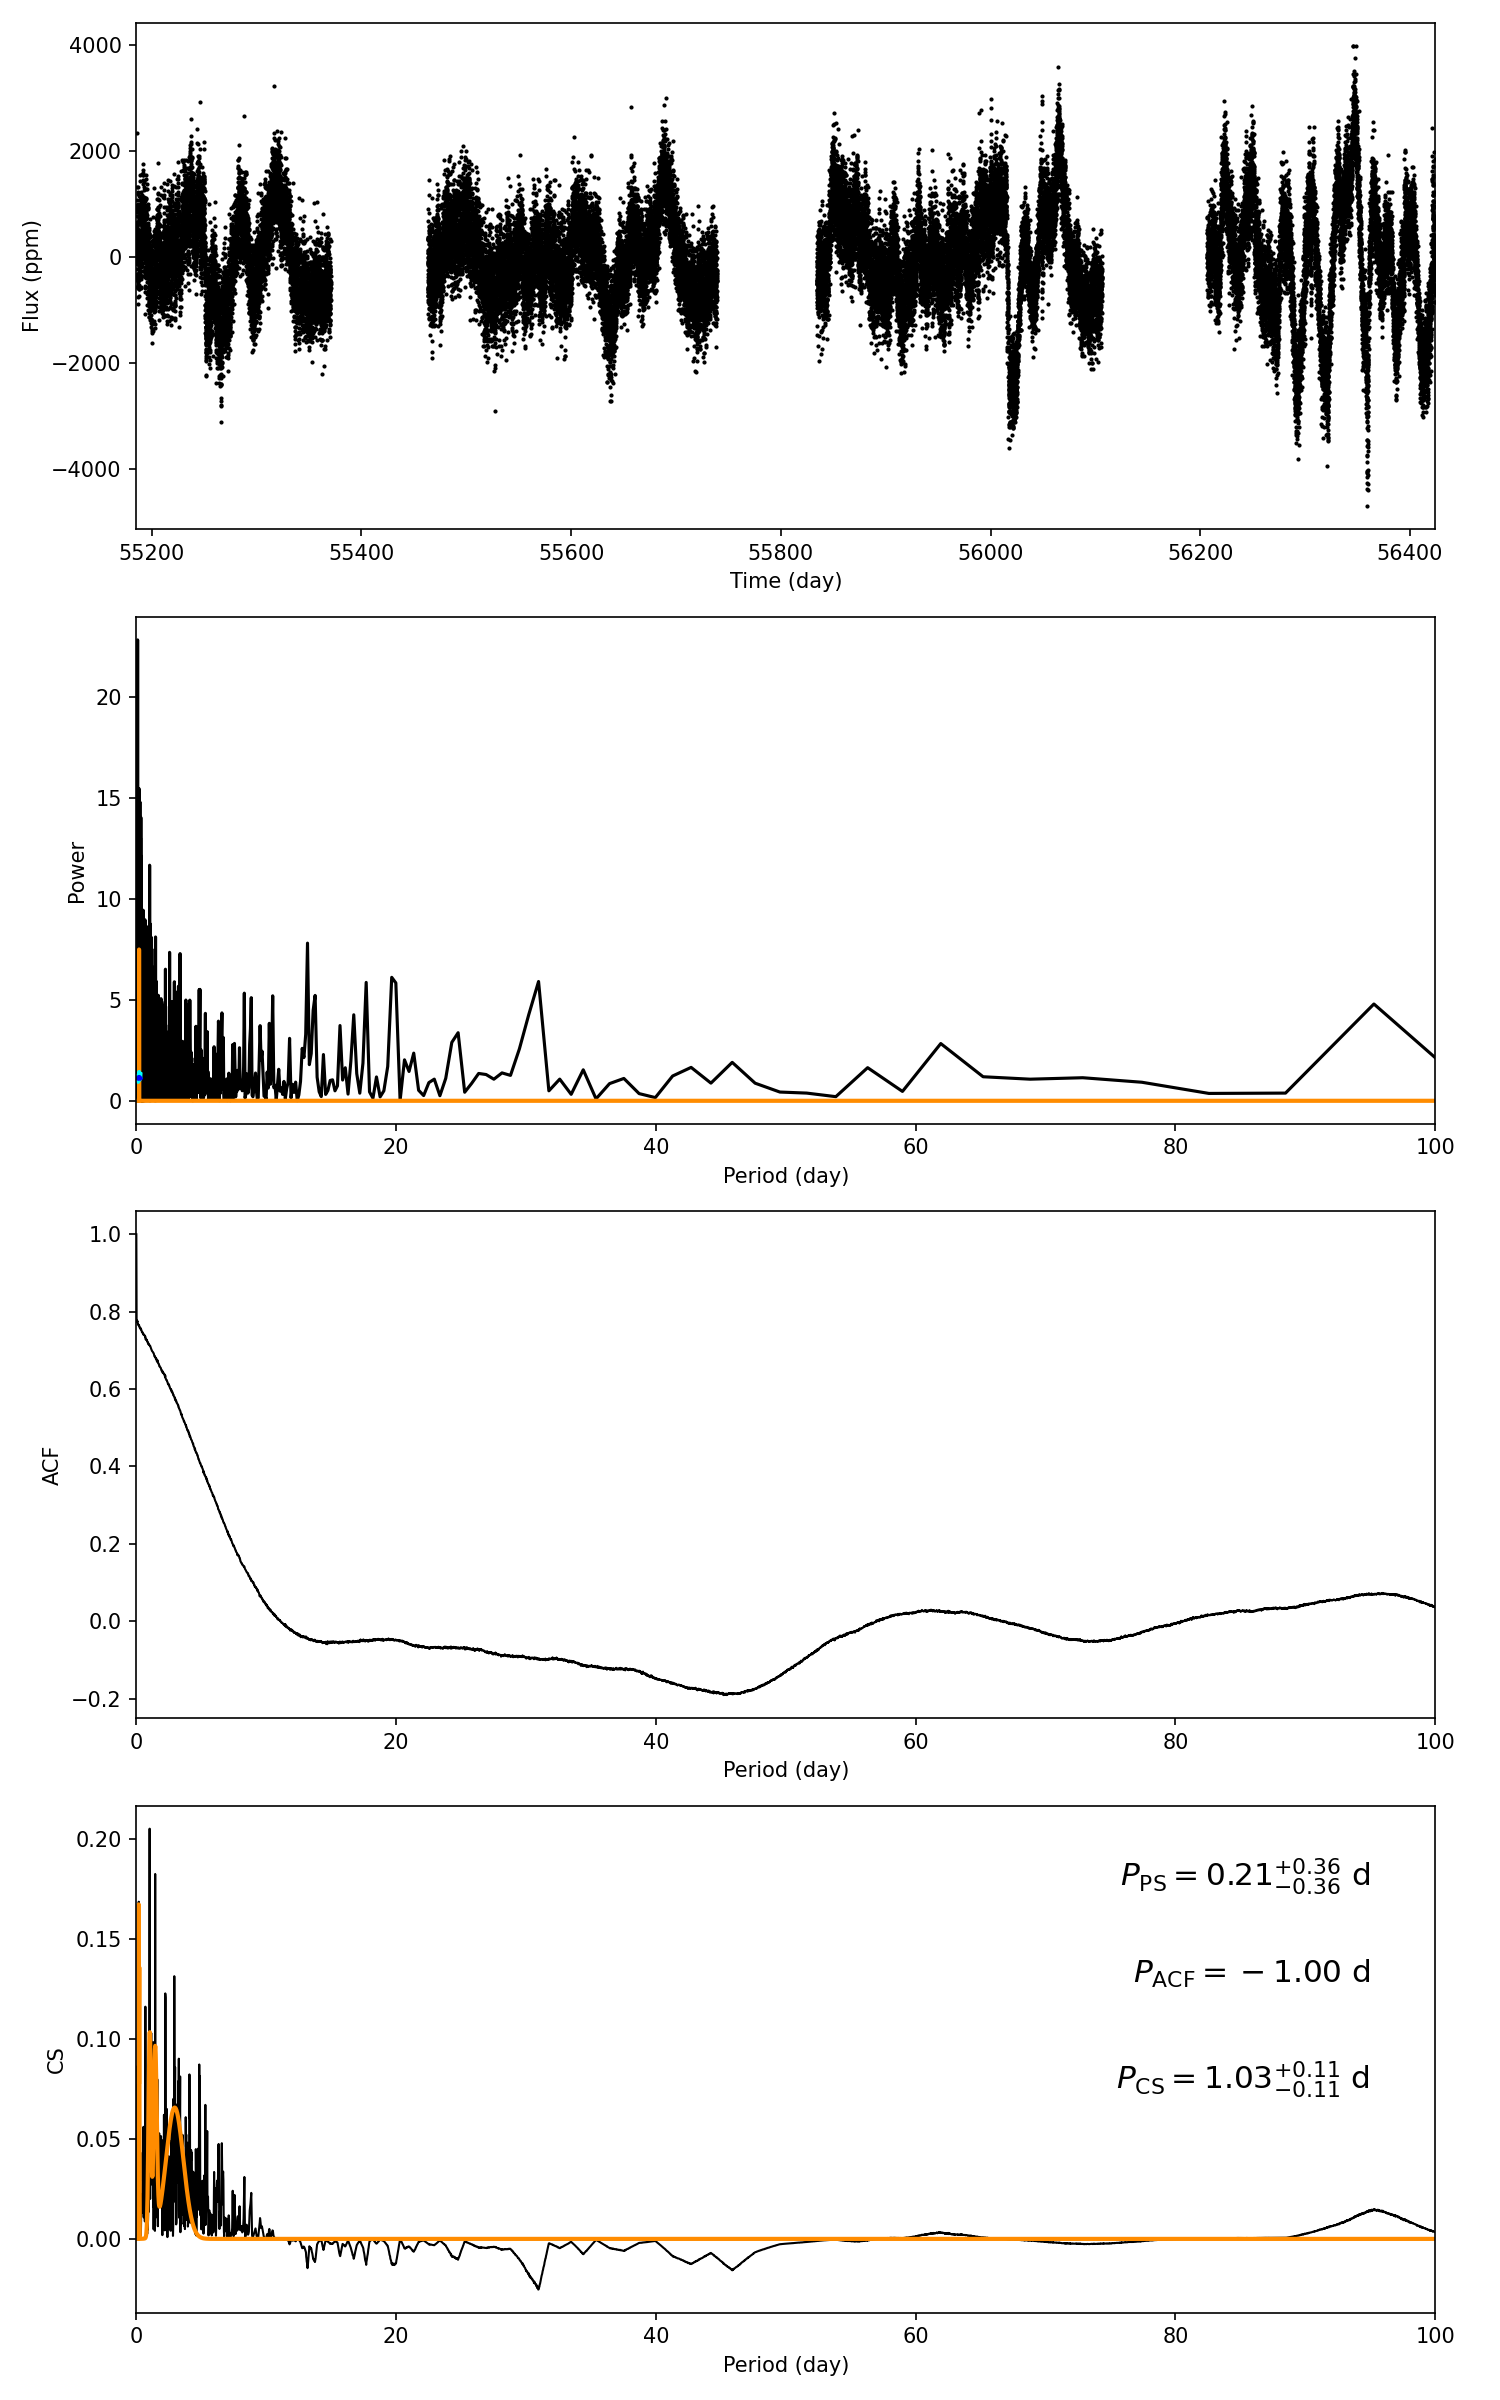 4000
2000
0
−2000
−4000
Flux (ppm)
55200 55400 55600 55800 56000 56200 56400
Time (day)
20
15
10
5
0
Power
0 20 40 60 80 100
Period (day)
1.0
0.8
0.6
0.4
0.2
0.0
−0.2
ACF
0 20 40 60 80 100
Period (day)
0.20
0.15
0.10
0.05
0.00
CS
P_PS = 0.21^{+0.36}_{−0.36} d
P_ACF = −1.00 d
P_CS = 1.03^{+0.11}_{−0.11} d
0 20 40 60 80 100
Period (day)